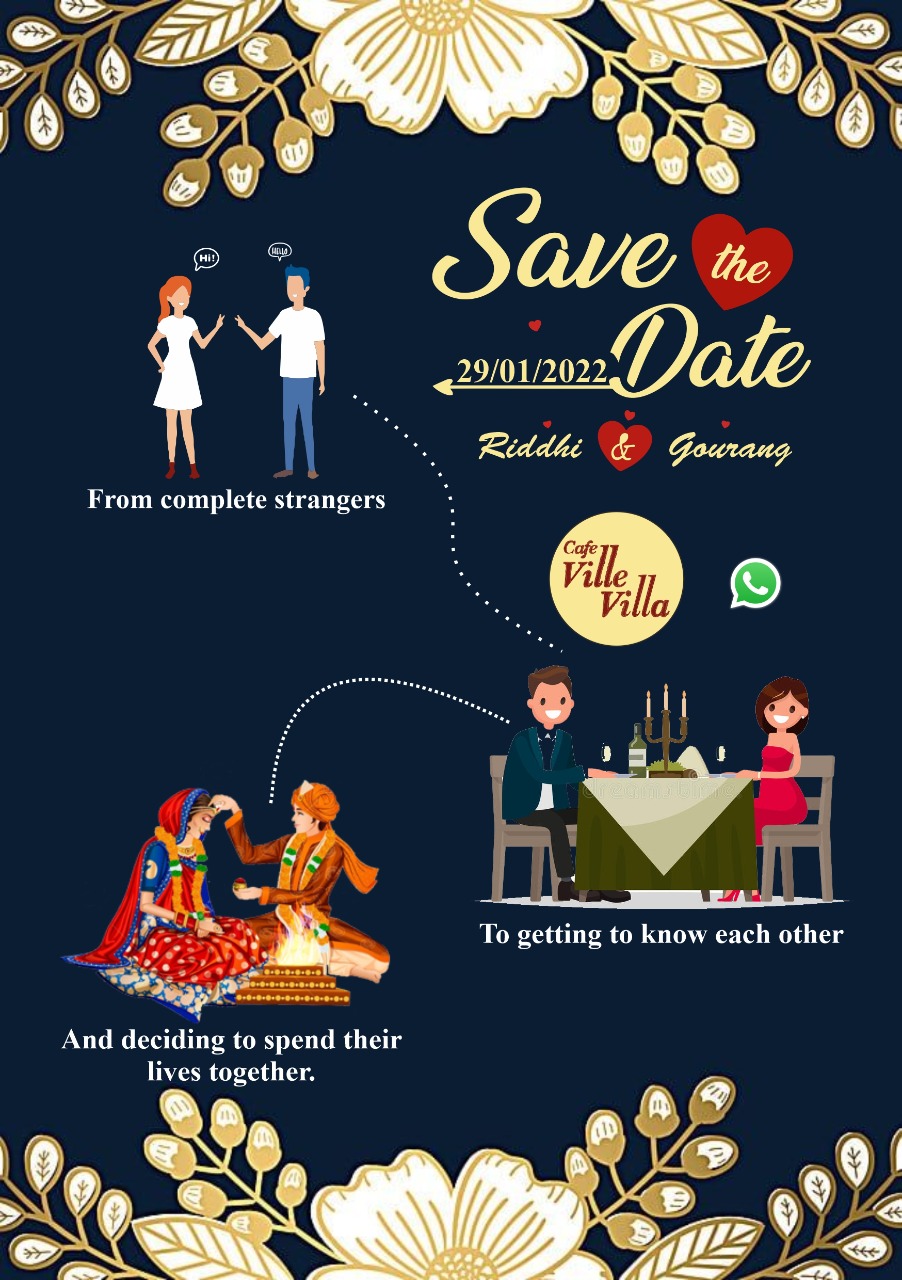 Save the
Date
29/01/2022
Riddhi & Gourang
Hi!
HELLO
From complete strangers
Cafe
Ville
Villa
To getting to know each other
And deciding to spend their
lives together.